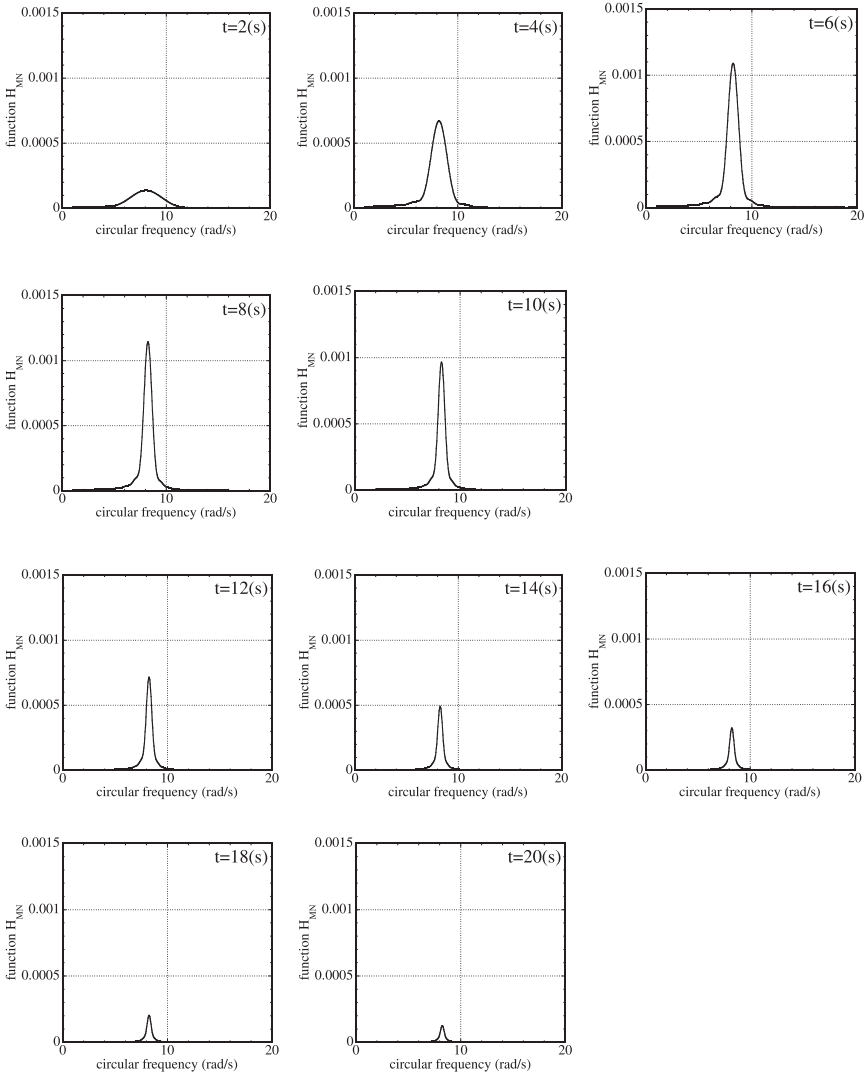 0.0015
t=2(s)
function H_MN
0.001
0.0005
0
0 10 20
circular frequency (rad/s)
0.0015
t=4(s)
function H_MN
0.001
0.0005
0
0 10 20
circular frequency (rad/s)
0.0015
t=6(s)
function H_MN
0.001
0.0005
0
0 10 20
circular frequency (rad/s)
0.0015
t=8(s)
function H_MN
0.001
0.0005
0
0 10 20
circular frequency (rad/s)
0.0015
t=10(s)
function H_MN
0.001
0.0005
0
0 10 20
circular frequency (rad/s)
0.0015
t=12(s)
function H_MN
0.001
0.0005
0
0 10 20
circular frequency (rad/s)
0.0015
t=14(s)
function H_MN
0.001
0.0005
0
0 10 20
circular frequency (rad/s)
0.0015
t=16(s)
function H_MN
0.001
0.0005
0
0 10 20
circular frequency (rad/s)
0.0015
t=18(s)
function H_MN
0.001
0.0005
0
0 10 20
circular frequency (rad/s)
0.0015
t=20(s)
function H_MN
0.001
0.0005
0
0 10 20
circular frequency (rad/s)